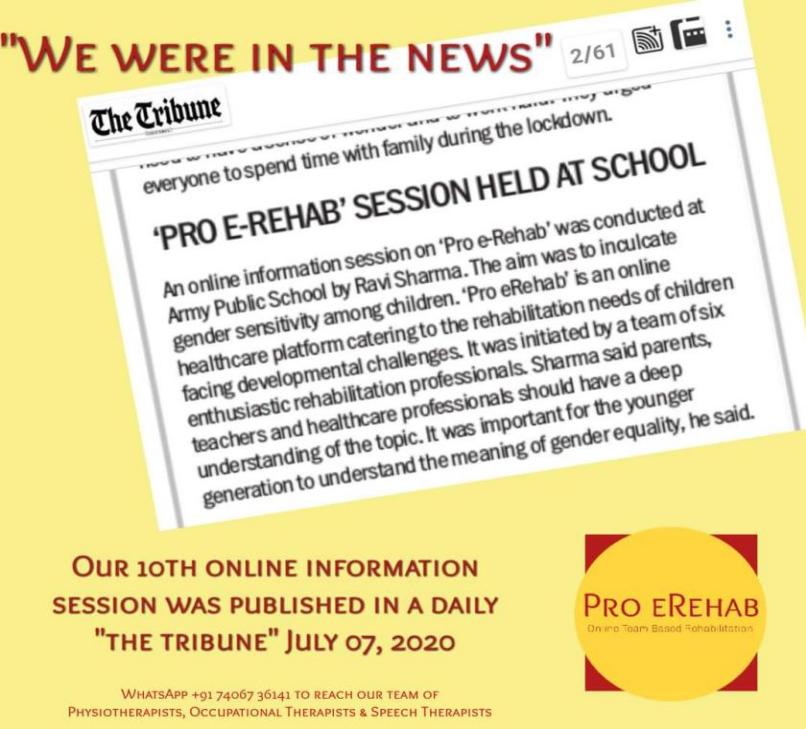 "WE WERE IN THE NEWS"
2/61
The Tribune
everyone to spend time with family during the lockdown.
'PRO E-REHAB' SESSION HELD AT SCHOOL
An online information session on 'Pro e-Rehab' was conducted at
Army Public School by Ravi Sharma. The aim was to inculcate
gender sensitivity among children. 'Pro eRehab' is an online
healthcare platform catering to the rehabilitation needs of children
facing developmental challenges. It was initiated by a team of six
enthusiastic rehabilitation professionals. Sharma said parents,
teachers and healthcare professionals should have a deep
understanding of the topic. It was important for the younger
generation to understand the meaning of gender equality, he said.
OUR 10TH ONLINE INFORMATION
SESSION WAS PUBLISHED IN A DAILY
"THE TRIBUNE" JULY 07, 2020
PRO EREHAB
Online Team Based Rehabilitation
WHATSAPP +91 74067 36141 TO REACH OUR TEAM OF
PHYSIOTHERAPISTS, OCCUPATIONAL THERAPISTS & SPEECH THERAPISTS